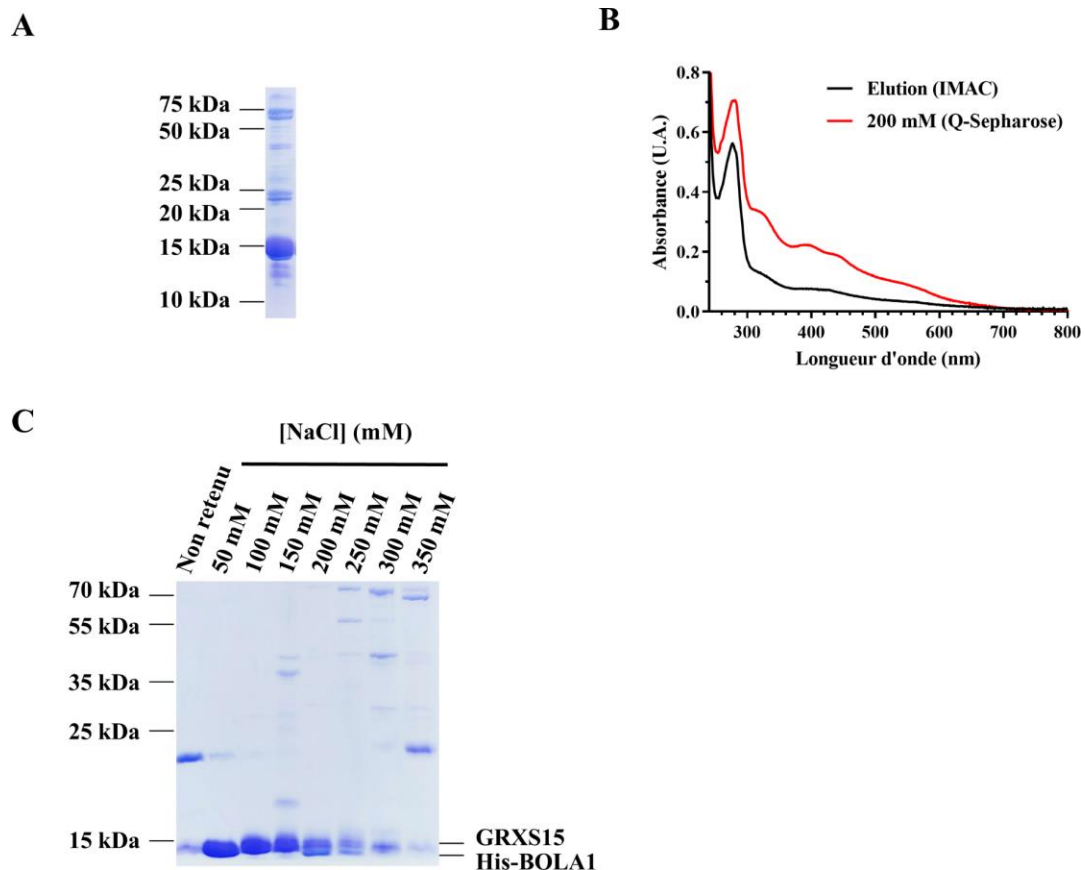 A
75 kDa
50 kDa
25 kDa
20 kDa
15 kDa
10 kDa
B
Absorbance (U.A.)
0.8
0.6
0.4
0.2
0.0
300
400
500
600
700
800
Longueur d'onde (nm)
Elution (IMAC)
200 mM (Q-Sepharose)
C
[NaCl] (mM)
Non retenu
50 mM
100 mM
150 mM
200 mM
250 mM
300 mM
350 mM
70 kDa
55 kDa
35 kDa
25 kDa
15 kDa
GRXS15
His-BOLA1